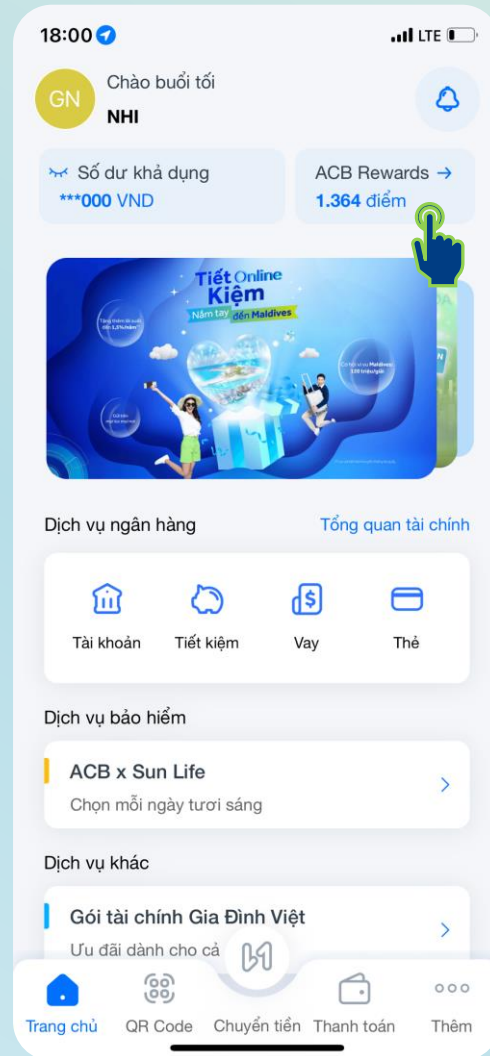 18:00
LTE
GN
Chào buổi tối
NHI
Số dư khả dụng
***000 VND
ACB Rewards →
1.364 điểm
Tiết Online
Kiệm
Nắm tay đến Maldives
Dịch vụ ngân hàng
Tổng quan tài chính
Tài khoản
Tiết kiệm
Vay
Thẻ
Dịch vụ bảo hiểm
ACB x Sun Life
Chọn mỗi ngày tươi sáng
Dịch vụ khác
Gói tài chính Gia Đình Việt
Ưu đãi dành cho cả
Trang chủ
QR Code
Chuyển tiền
Thanh toán
Thêm